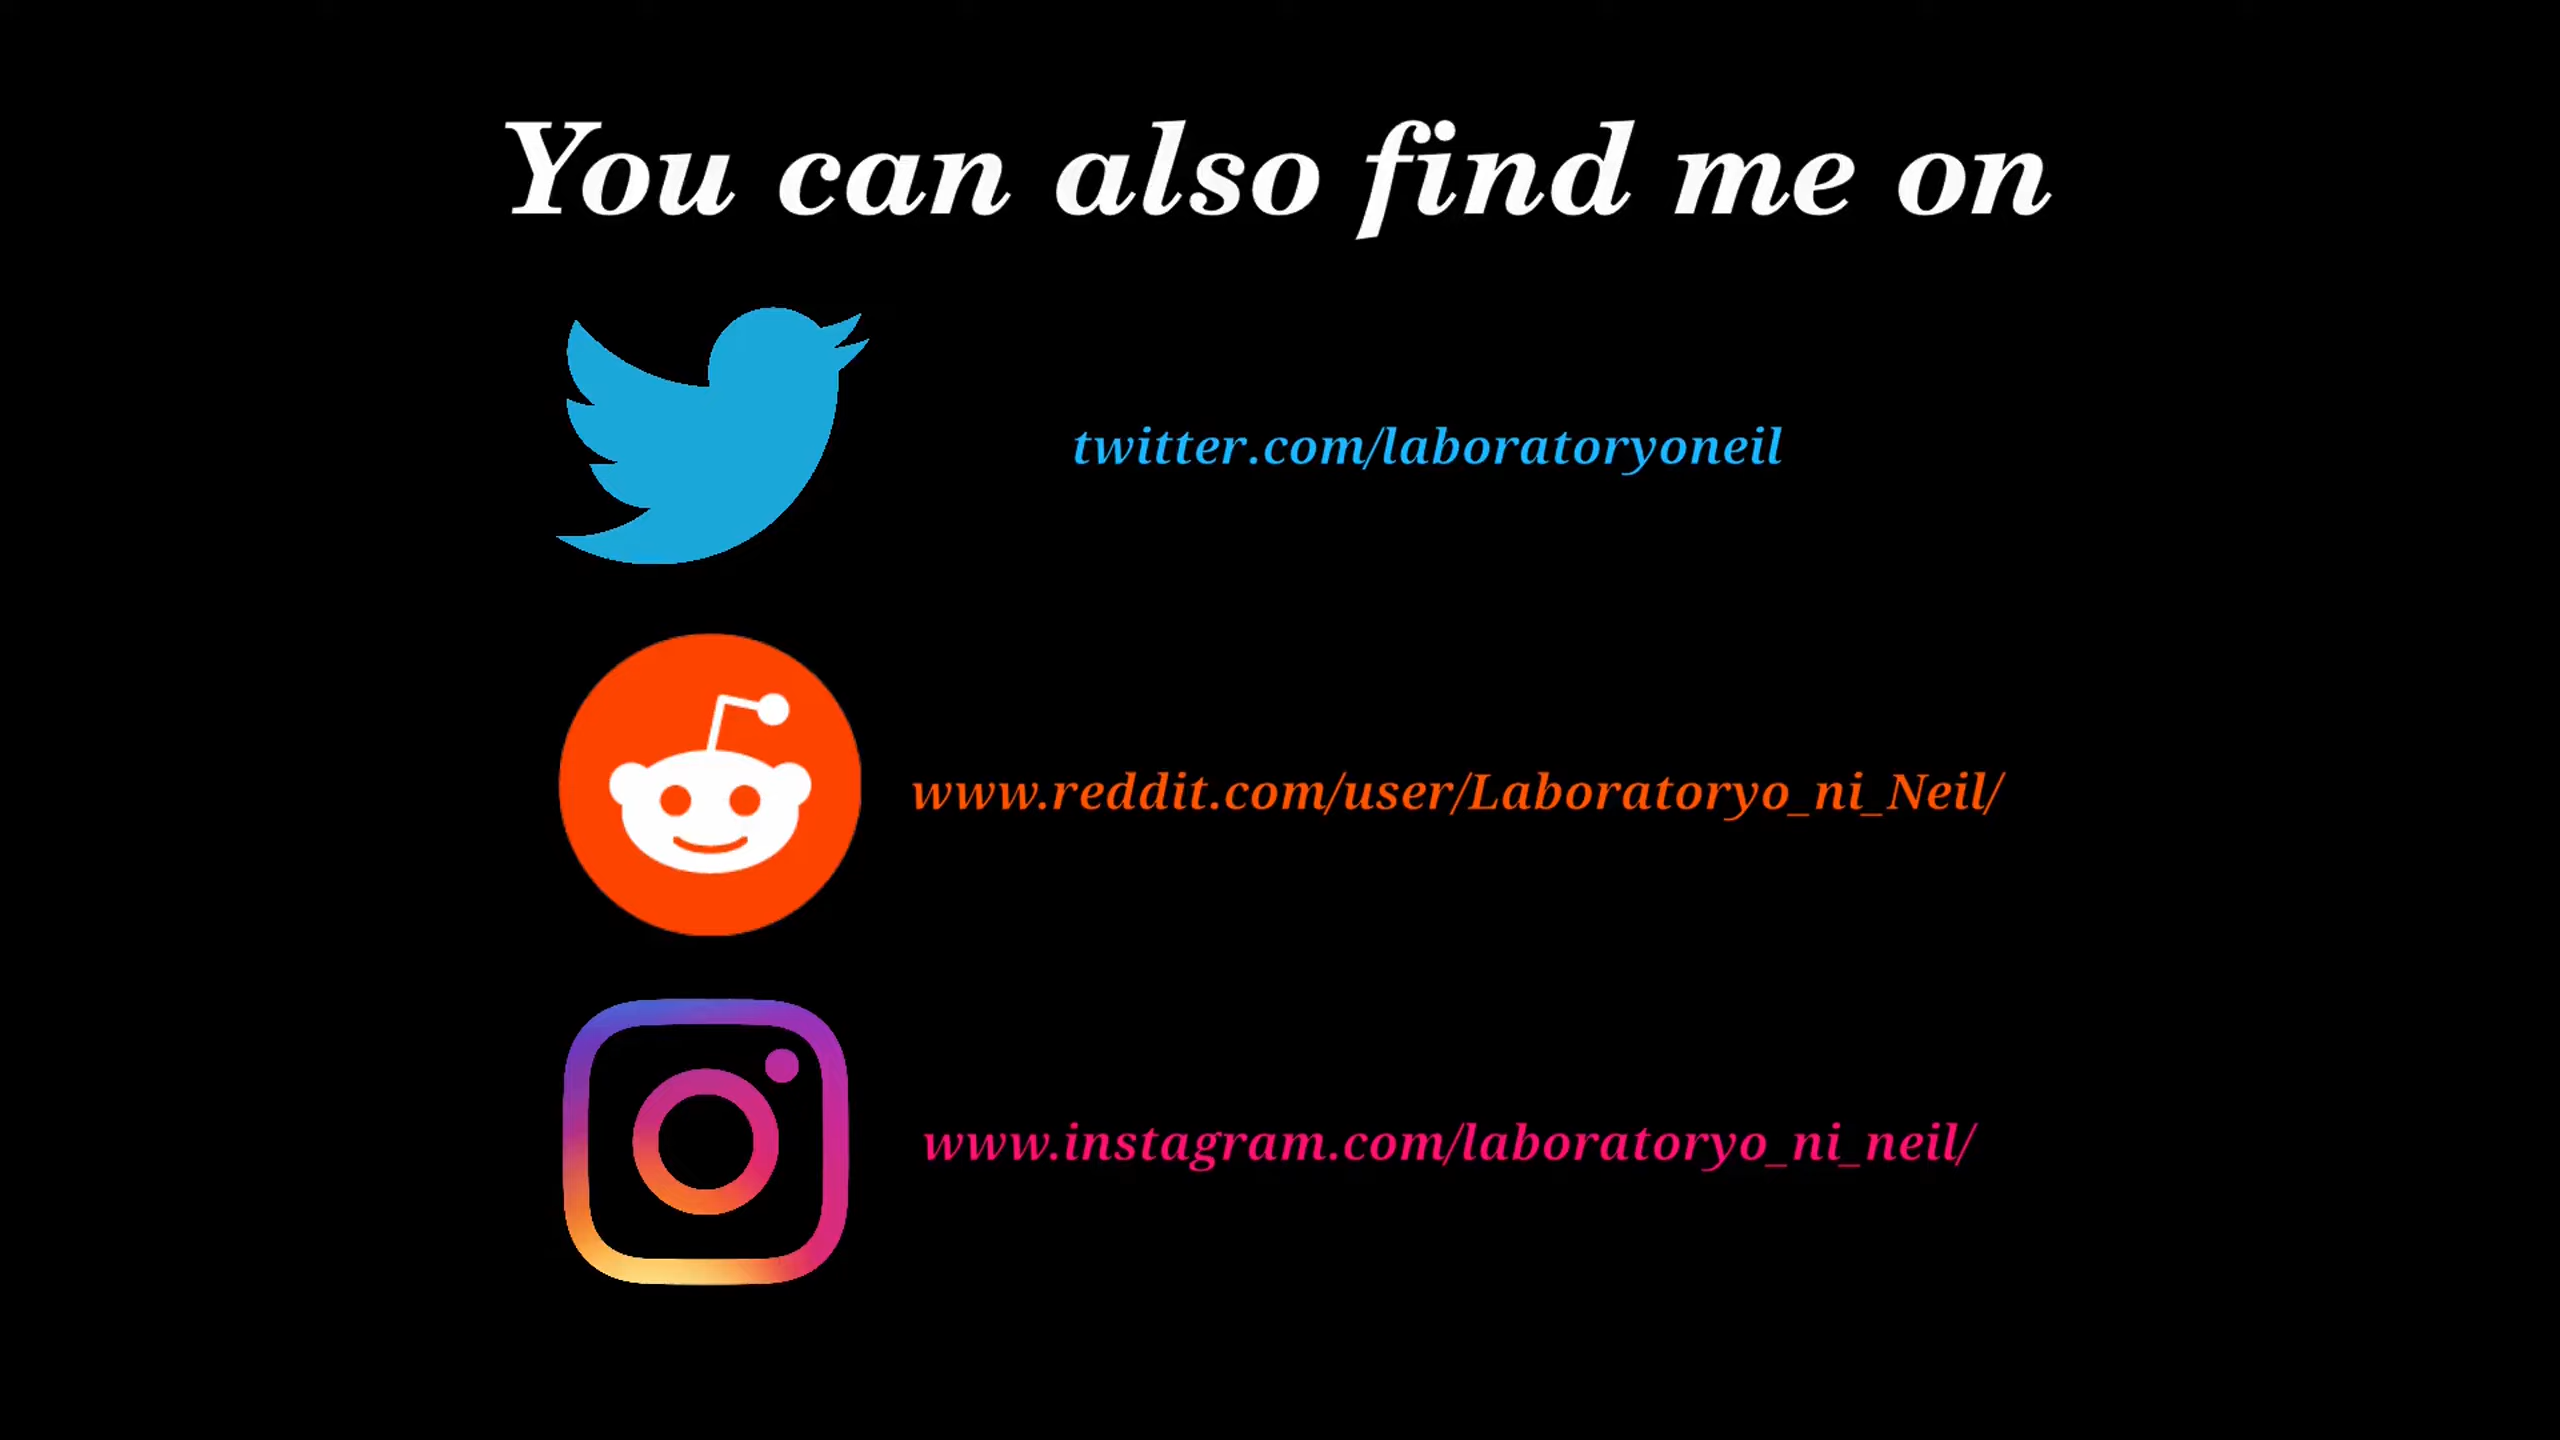 You can also find me on
twitter.com/laboratoryoneil
www.reddit.com/user/Laboratoryo_ni_Neil/
www.instagram.com/laboratoryo_ni_neil/